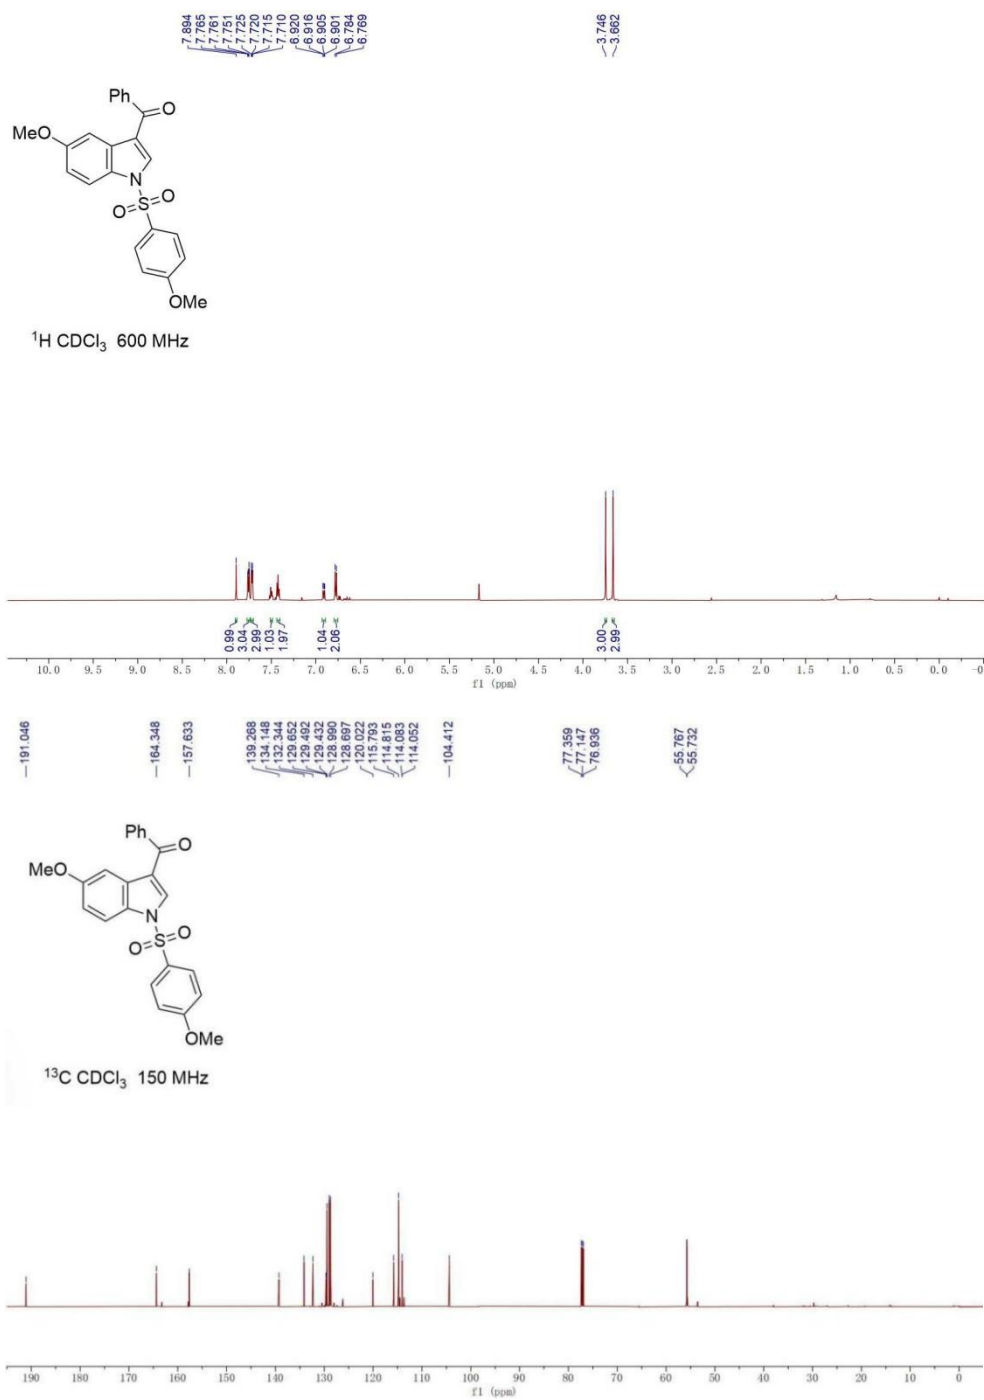 7.894
7.765
7.761
7.751
7.725
7.720
7.715
7.710
6.920
6.916
6.905
6.901
6.784
6.769
3.746
3.662
Ph
O
MeO
N
O
S
O
OMe
¹H CDCl₃ 600 MHz
0.99
3.04
2.99
1.03
1.97
1.04
2.06
3.00
2.99
10.0 9.5 9.0 8.5 8.0 7.5 7.0 6.5 6.0 5.5 5.0 4.5 4.0 3.5 3.0 2.5 2.0 1.5 1.0 0.5 0.0 -0
f1 (ppm)
191.046
164.348
157.633
139.268
134.148
132.344
129.652
129.492
129.432
128.990
128.697
120.022
115.793
114.815
114.083
114.052
104.412
77.359
77.147
76.936
55.767
55.732
Ph
O
MeO
N
O
S
O
OMe
¹³C CDCl₃ 150 MHz
190 180 170 160 150 140 130 120 110 100 90 80 70 60 50 40 30 20 10 0
f1 (ppm)